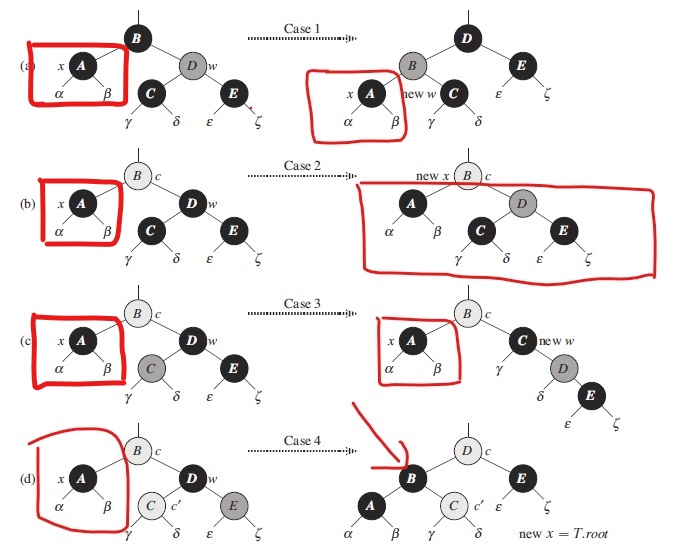 Case 1
B
D
(a) x A D w
B E
α β C E
x A new w C ε ζ
γ δ ε ζ
α β γ δ
Case 2
B c
new x B c
(b) x A D w
A D
α β C E
α β C E
γ δ ε ζ
γ δ ε ζ
Case 3
B c
B c
(c x A D w
x A C new w
α β C E
α β γ D
γ δ ε ζ
δ E
ε ζ
Case 4
B c
D c
(d) x A D w
B E
α β C c′ E
A C c′ ε ζ
γ δ ε ζ
α β γ δ new x = T.root